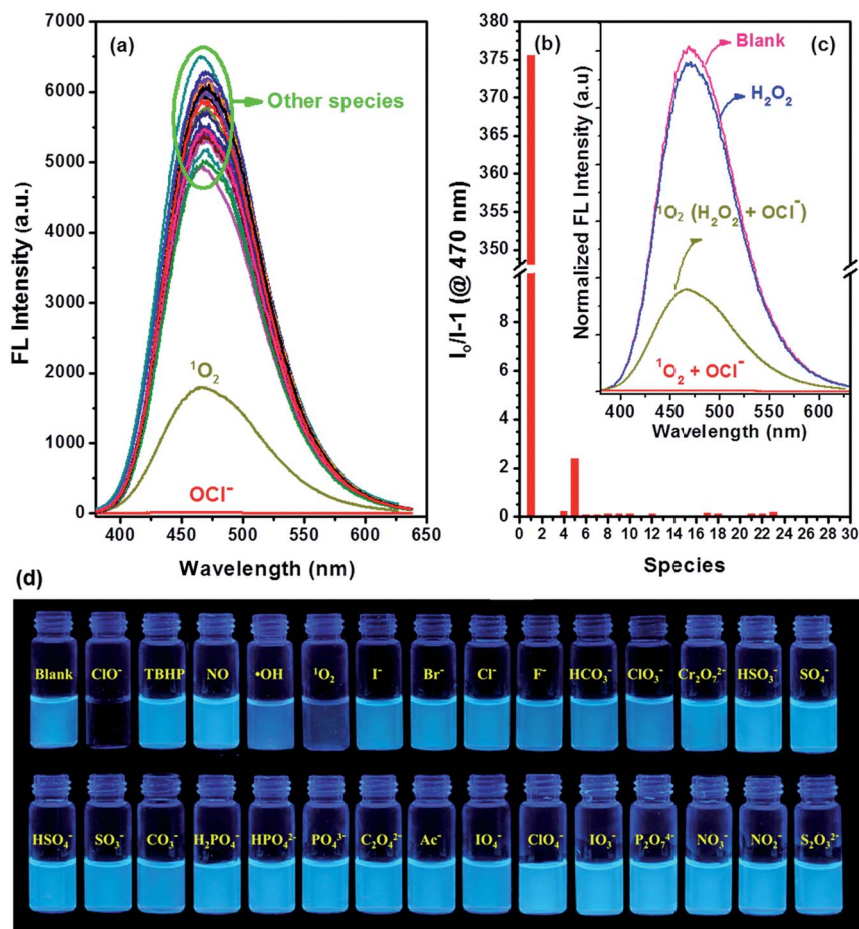 (a)
Other species
¹O₂
OCl⁻
FL Intensity (a.u.)
7000
6000
5000
4000
3000
2000
1000
0
400 450 500 550 600 650
Wavelength (nm)
(b)
Iₒ/I-1 (@ 470 nm)
375
370
365
360
355
350
8
6
4
2
0
0 2 4 6 8 10 12 14 16 18 20 22 24 26 28 30
Species
(c)
Blank
H₂O₂
¹O₂ (H₂O₂ + OCl⁻)
¹O₂ + OCl⁻
Normalized FL Intensity (a.u)
400 450 500 550 600
Wavelength (nm)
(d)
Blank ClO⁻ TBHP NO •OH ¹O₂ I⁻ Br⁻ Cl⁻ F⁻ HCO₃⁻ ClO₃⁻ Cr₂O₇²⁻ HSO₃⁻ SO₄⁻
HSO₄⁻ SO₃⁻ CO₃⁻ H₂PO₄⁻ HPO₄²⁻ PO₄³⁻ C₂O₄²⁻ Ac⁻ IO₄⁻ ClO₄⁻ IO₃⁻ P₂O₇⁴⁻ NO₃⁻ NO₂⁻ S₂O₃²⁻